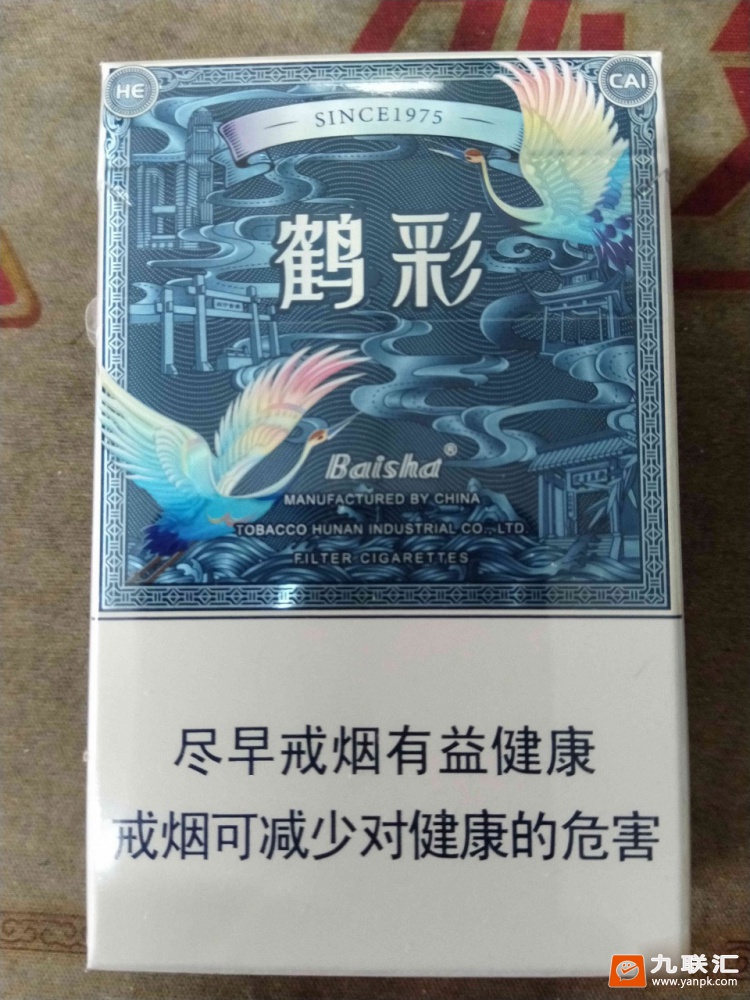 HE
CAI
SINCE1975
鹤彩
Baisha®
MANUFACTURED BY CHINA
TOBACCO HUNAN INDUSTRIAL CO., LTD.
FILTER CIGARETTES
尽早戒烟有益健康
戒烟可减少对健康的危害
九联汇
www.yanpk.com